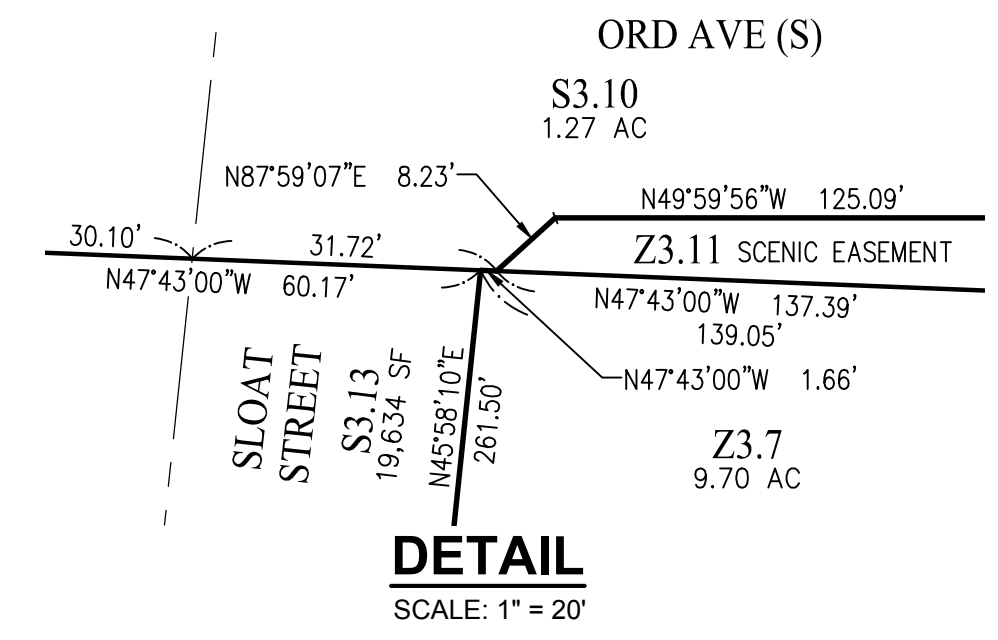 ORD AVE (S)
S3.10
1.27 AC
N87°59'07"E 8.23'
N49°59'56"W 125.09'
30.10'
31.72'
Z3.11 SCENIC EASEMENT
N47°43'00"W 60.17'
N47°43'00"W 137.39'
139.05'
N47°43'00"W 1.66'
SLOAT
STREET
S3.13
19,634 SF
N45°58'10"E
261.50'
Z3.7
9.70 AC
DETAIL
SCALE: 1" = 20'